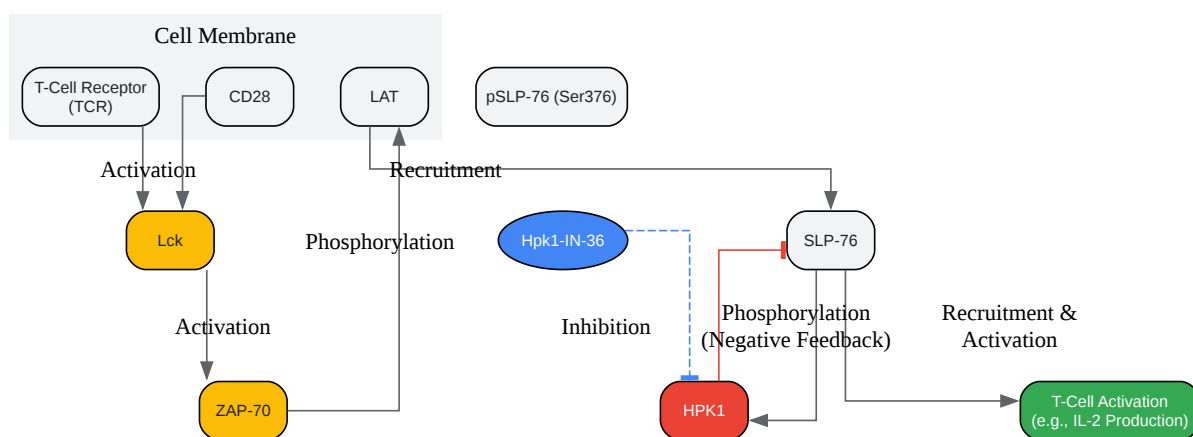 Cell Membrane
T-Cell Receptor
(TCR)
CD28
LAT
pSLP-76 (Ser376)
Activation
Recruitment
Lck
Phosphorylation
Hpk1-IN-36
SLP-76
Activation
Inhibition
Phosphorylation
(Negative Feedback)
Recruitment &
Activation
ZAP-70
HPK1
T-Cell Activation
(e.g., IL-2 Production)